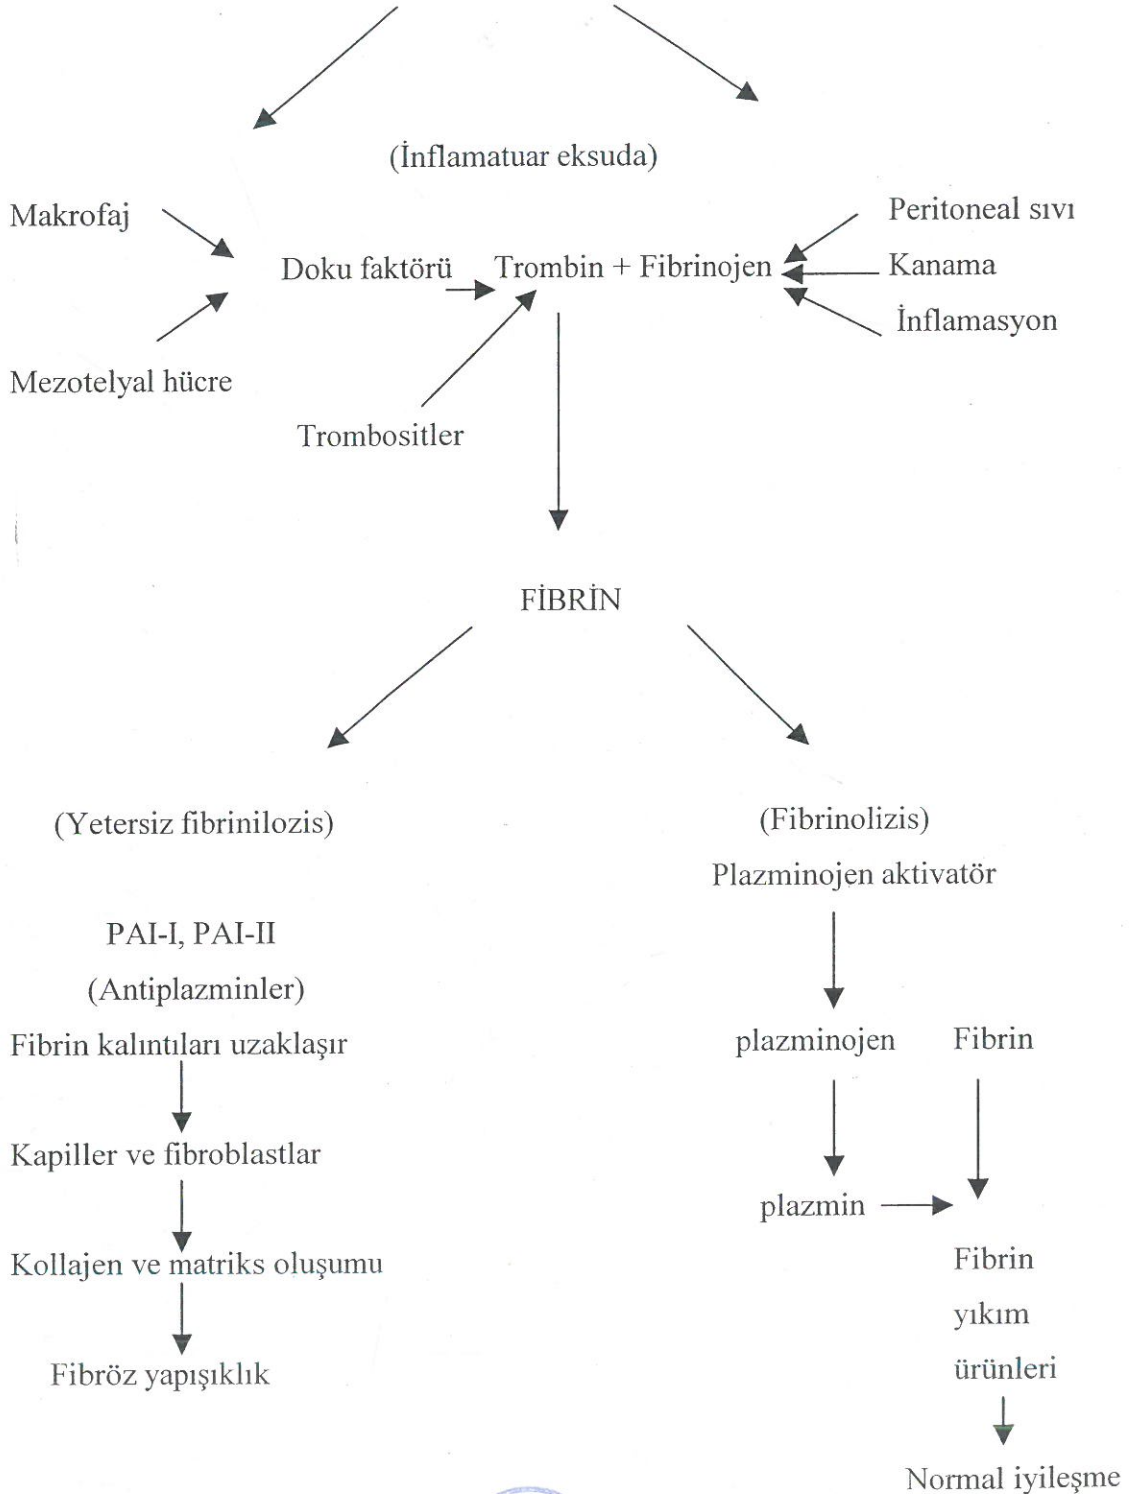 (İnflamatuar eksuda)
Makrofaj
Peritoneal sıvı
Doku faktörü
Trombin + Fibrinojen
Kanama
İnflamasyon
Mezotelyal hücre
Trombositler
FİBRİN
(Yetersiz fibrinilozis)
PAI-I, PAI-II
(Antiplazminler)
Fibrin kalıntıları uzaklaşır
Kapiller ve fibroblastlar
Kollajen ve matriks oluşumu
Fibröz yapışıklık
(Fibrinolizis)
Plazminojen aktivatör
plazminojen
Fibrin
plazmin
Fibrin
yıkım
ürünleri
Normal iyileşme